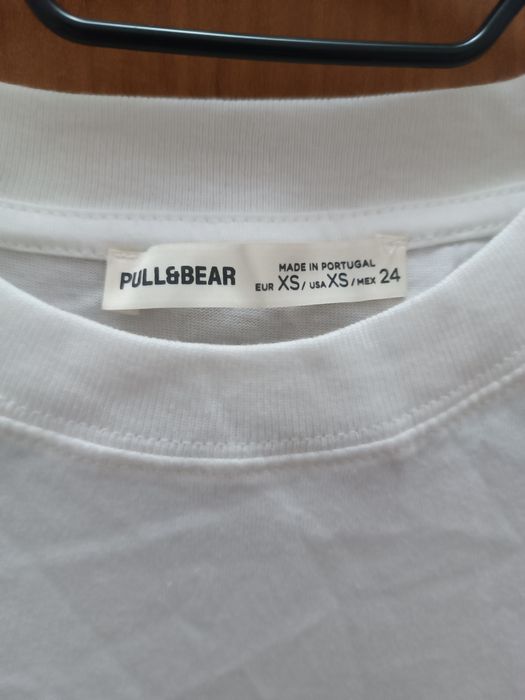 PULL&BEAR
MADE IN PORTUGAL
EUR XS / USA XS / MEX 24